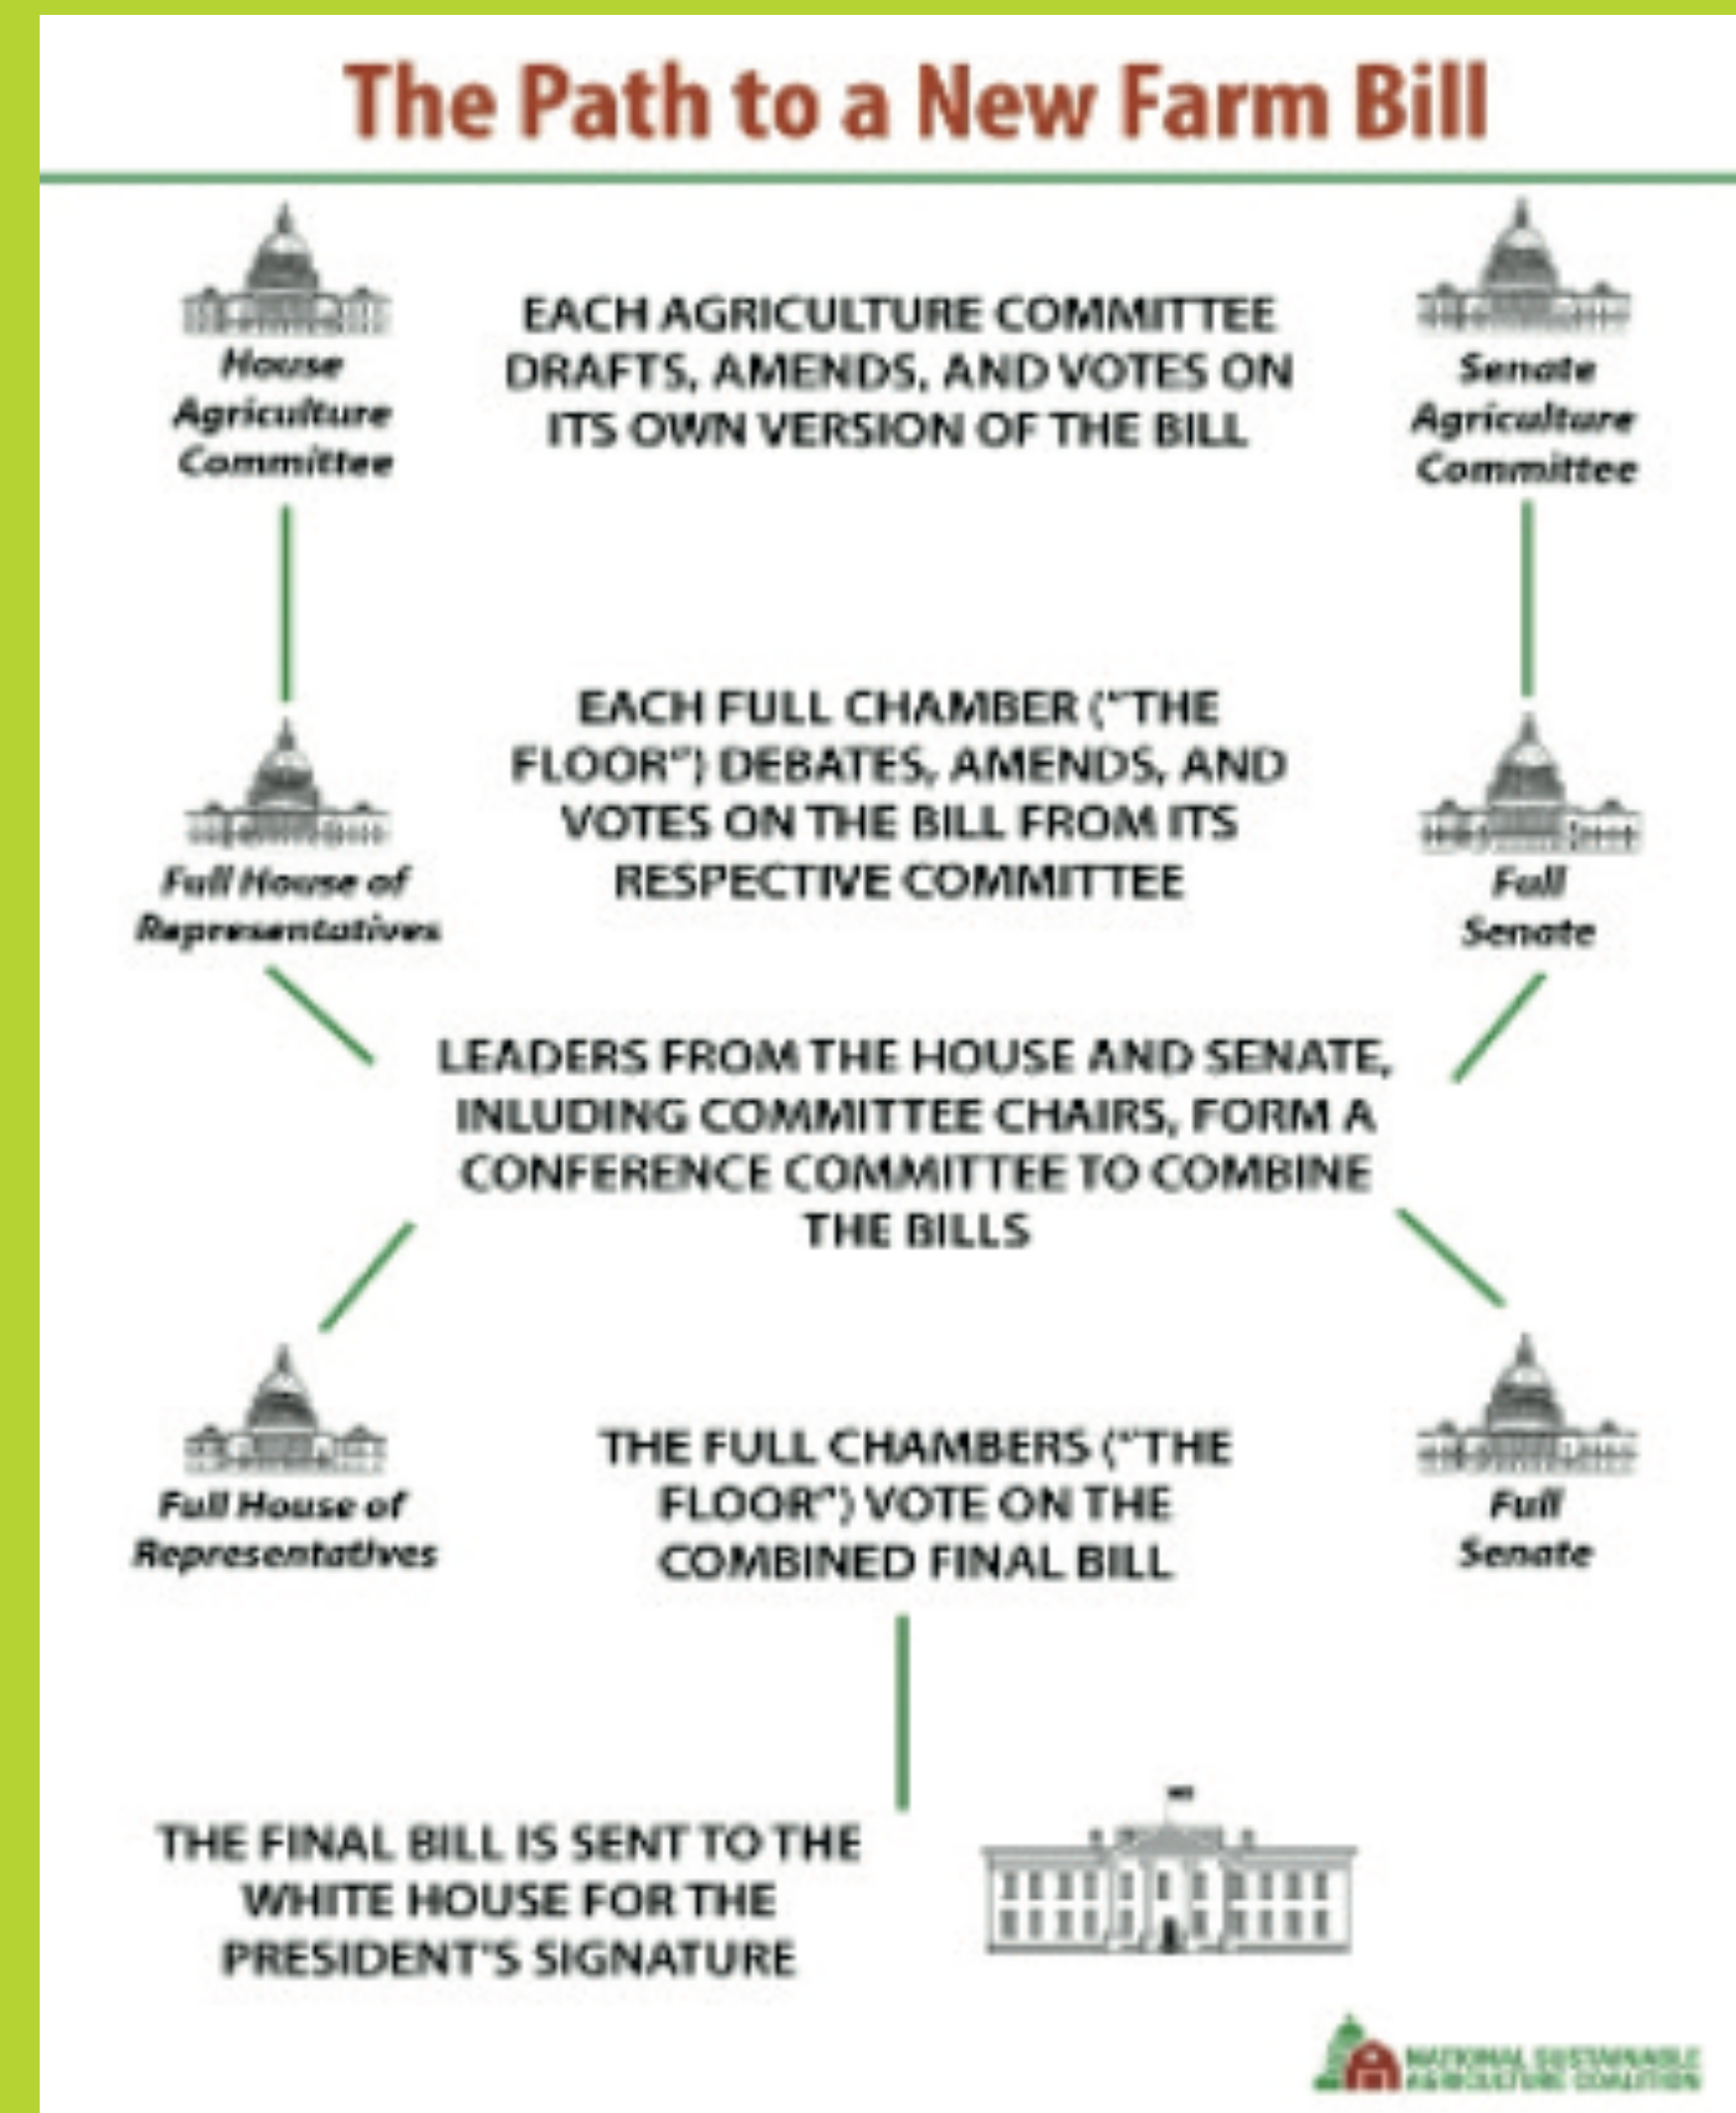 The Path to a New Farm Bill
House
Agriculture
Committee
EACH AGRICULTURE COMMITTEE
DRAFTS, AMENDS, AND VOTES ON
ITS OWN VERSION OF THE BILL
Senate
Agriculture
Committee
Full House of
Representatives
EACH FULL CHAMBER ("THE
FLOOR") DEBATES, AMENDS, AND
VOTES ON THE BILL FROM ITS
RESPECTIVE COMMITTEE
Full
Senate
LEADERS FROM THE HOUSE AND SENATE,
INLUDING COMMITTEE CHAIRS, FORM A
CONFERENCE COMMITTEE TO COMBINE
THE BILLS
Full House of
Representatives
THE FULL CHAMBERS ("THE
FLOOR") VOTE ON THE
COMBINED FINAL BILL
Full
Senate
THE FINAL BILL IS SENT TO THE
WHITE HOUSE FOR THE
PRESIDENT'S SIGNATURE
NATIONAL SUSTAINABLE
AGRICULTURE COALITION